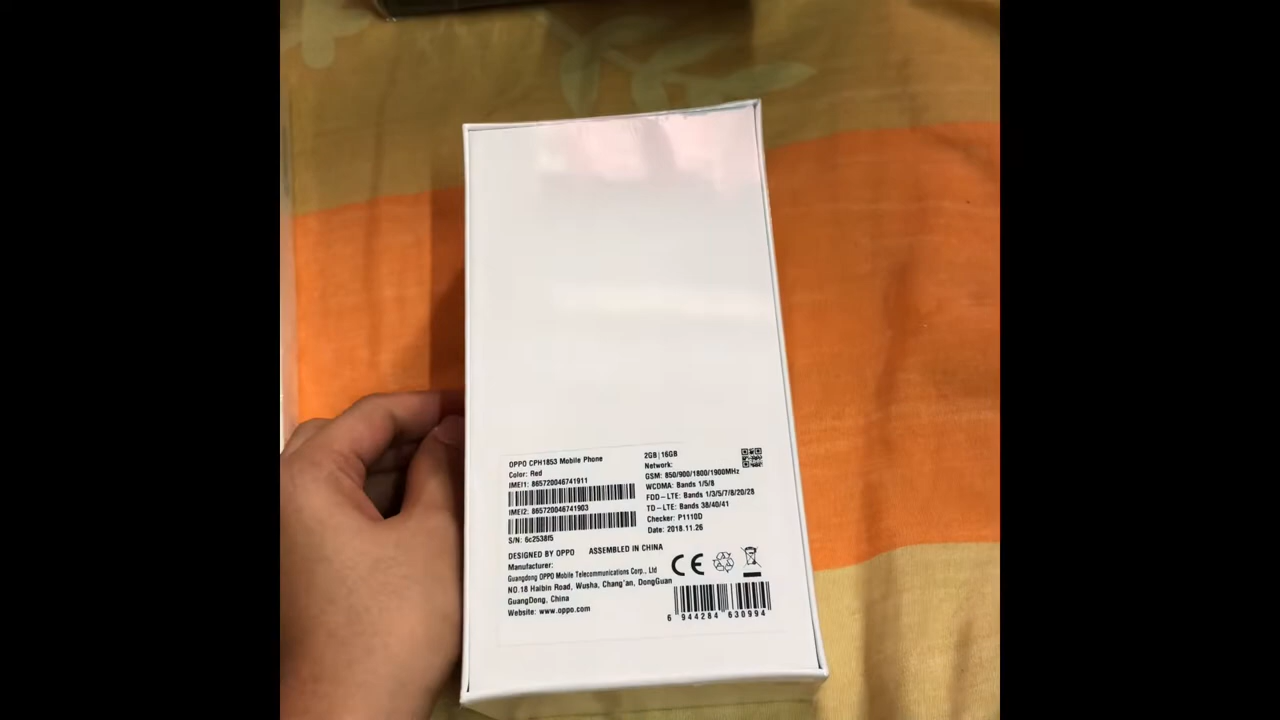 OPPO CPH1853 Mobile Phone
Color: Red
IMEI1: 865720046741911
IMEI2: 865720046741903
S/N: 6c2538f5
2GB | 16GB
Network:
GSM: 850/900/1800/1900MHz
WCDMA: Bands 1/5/8
FDD-LTE: Bands 1/3/5/7/8/20/28
TD-LTE: Bands 38/40/41
Checker: P1110D
Date: 2018.11.26
DESIGNED BY OPPO ASSEMBLED IN CHINA
Manufacturer:
Guangdong OPPO Mobile Telecommunications Corp., Ltd
NO.18 Haibin Road, Wusha, Chang'an, DongGuan
GuangDong, China
Website: www.oppo.com
CE
6 944284 630994